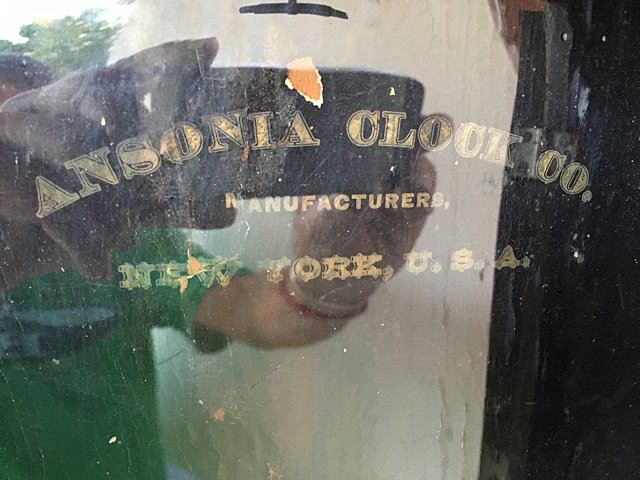 ANSONIA CLOCK CO.
MANUFACTURERS,
NEW YORK, U.S.A.